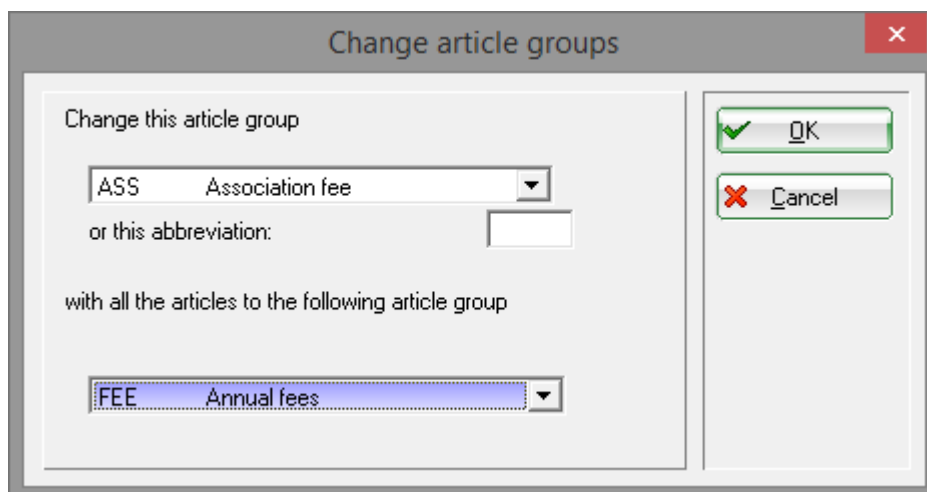 Change article groups
Change this article group
ASS Association fee
or this abbreviation:
with all the articles to the following article group
FEE Annual fees
OK
Cancel